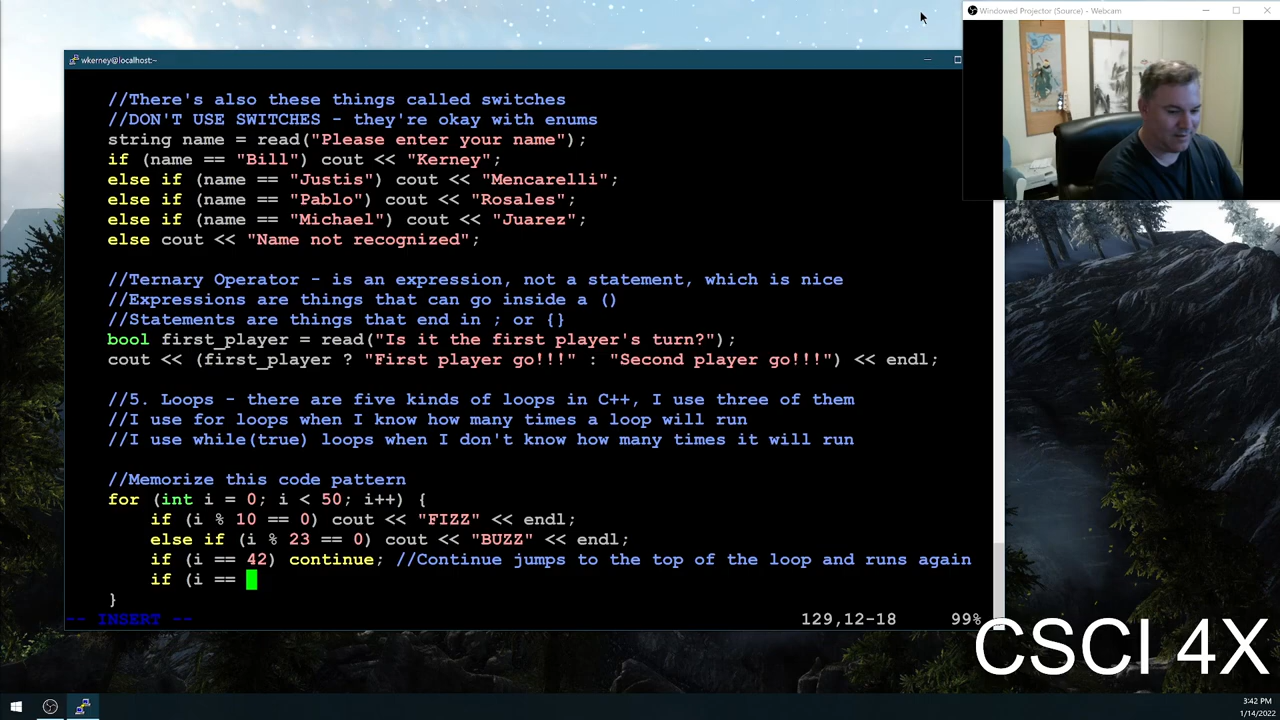 Windowed Projector (Source) - Webcam
wkerney@localhost:~
//There's also these things called switches
//DON'T USE SWITCHES - they're okay with enums
string name = read("Please enter your name");
if (name == "Bill") cout << "Kerney";
else if (name == "Justis") cout << "Mencarelli";
else if (name == "Pablo") cout << "Rosales";
else if (name == "Michael") cout << "Juarez";
else cout << "Name not recognized";
//Ternary Operator - is an expression, not a statement, which is nice
//Expressions are things that can go inside a ()
//Statements are things that end in ; or {}
bool first_player = read("Is it the first player's turn?");
cout << (first_player ? "First player go!!!" : "Second player go!!!") << endl;
//5. Loops - there are five kinds of loops in C++, I use three of them
//I use for loops when I know how many times a loop will run
//I use while(true) loops when I don't know how many times it will run
//Memorize this code pattern
for (int i = 0; i < 50; i++) {
if (i % 10 == 0) cout << "FIZZ" << endl;
else if (i % 23 == 0) cout << "BUZZ" << endl;
if (i == 42) continue; //Continue jumps to the top of the loop and runs again
if (i ==
}
-- INSERT -- 129,12-18 99%
CSCI 4X
3:42 PM
1/14/2022